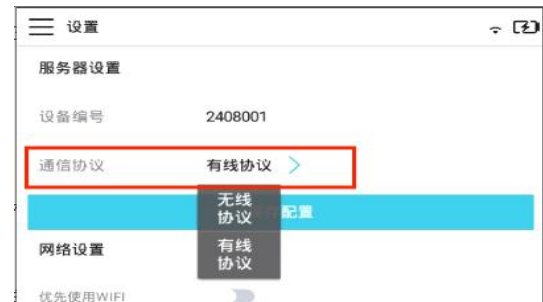 设置
服务器设置
设备编号 2408001
通信协议 有线协议
无线
协议
配置
网络设置
有线
协议
优先使用WIFI